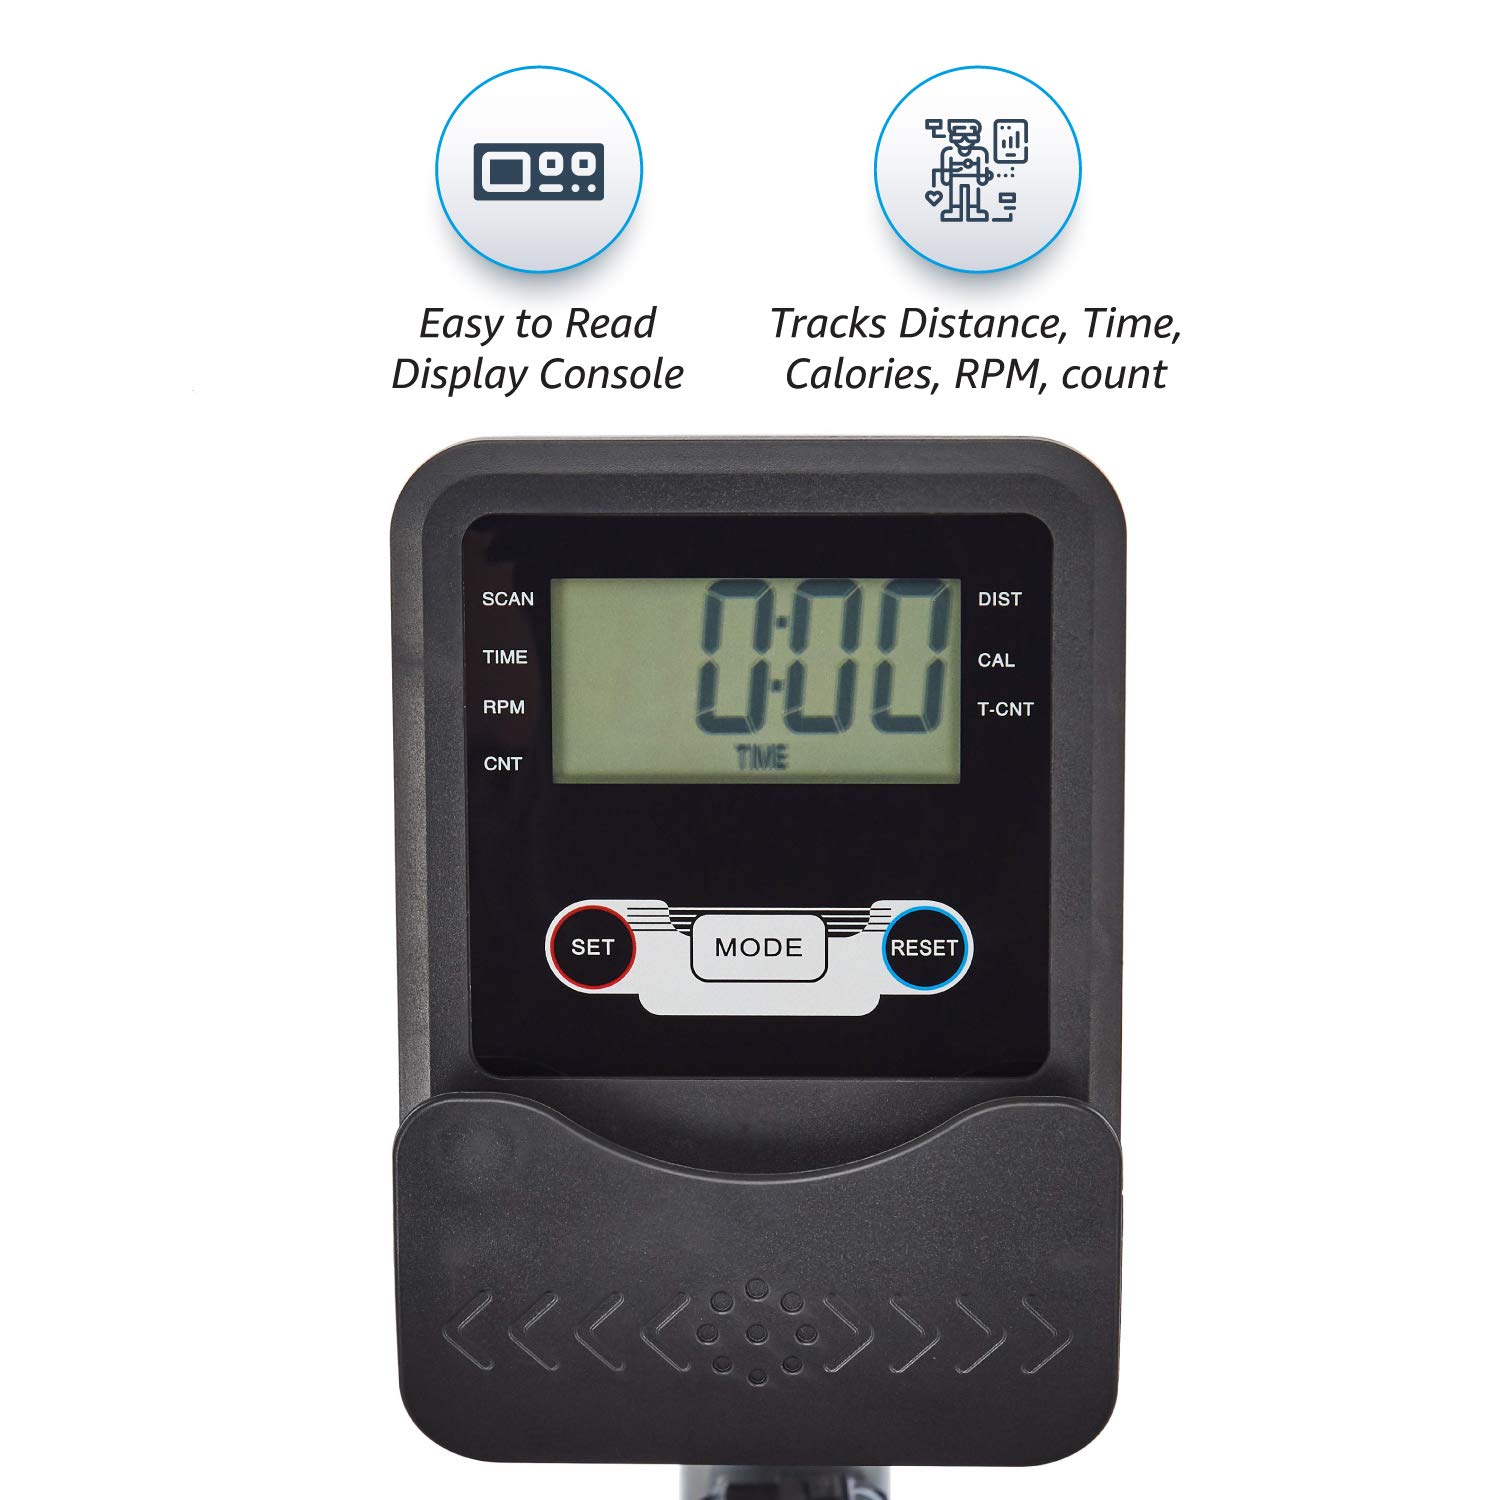 Easy to Read
Display Console
Tracks Distance, Time,
Calories, RPM, count
SCAN
TIME
RPM
CNT
0:00
TIME
DIST
CAL
T-CNT
SET
MODE
RESET